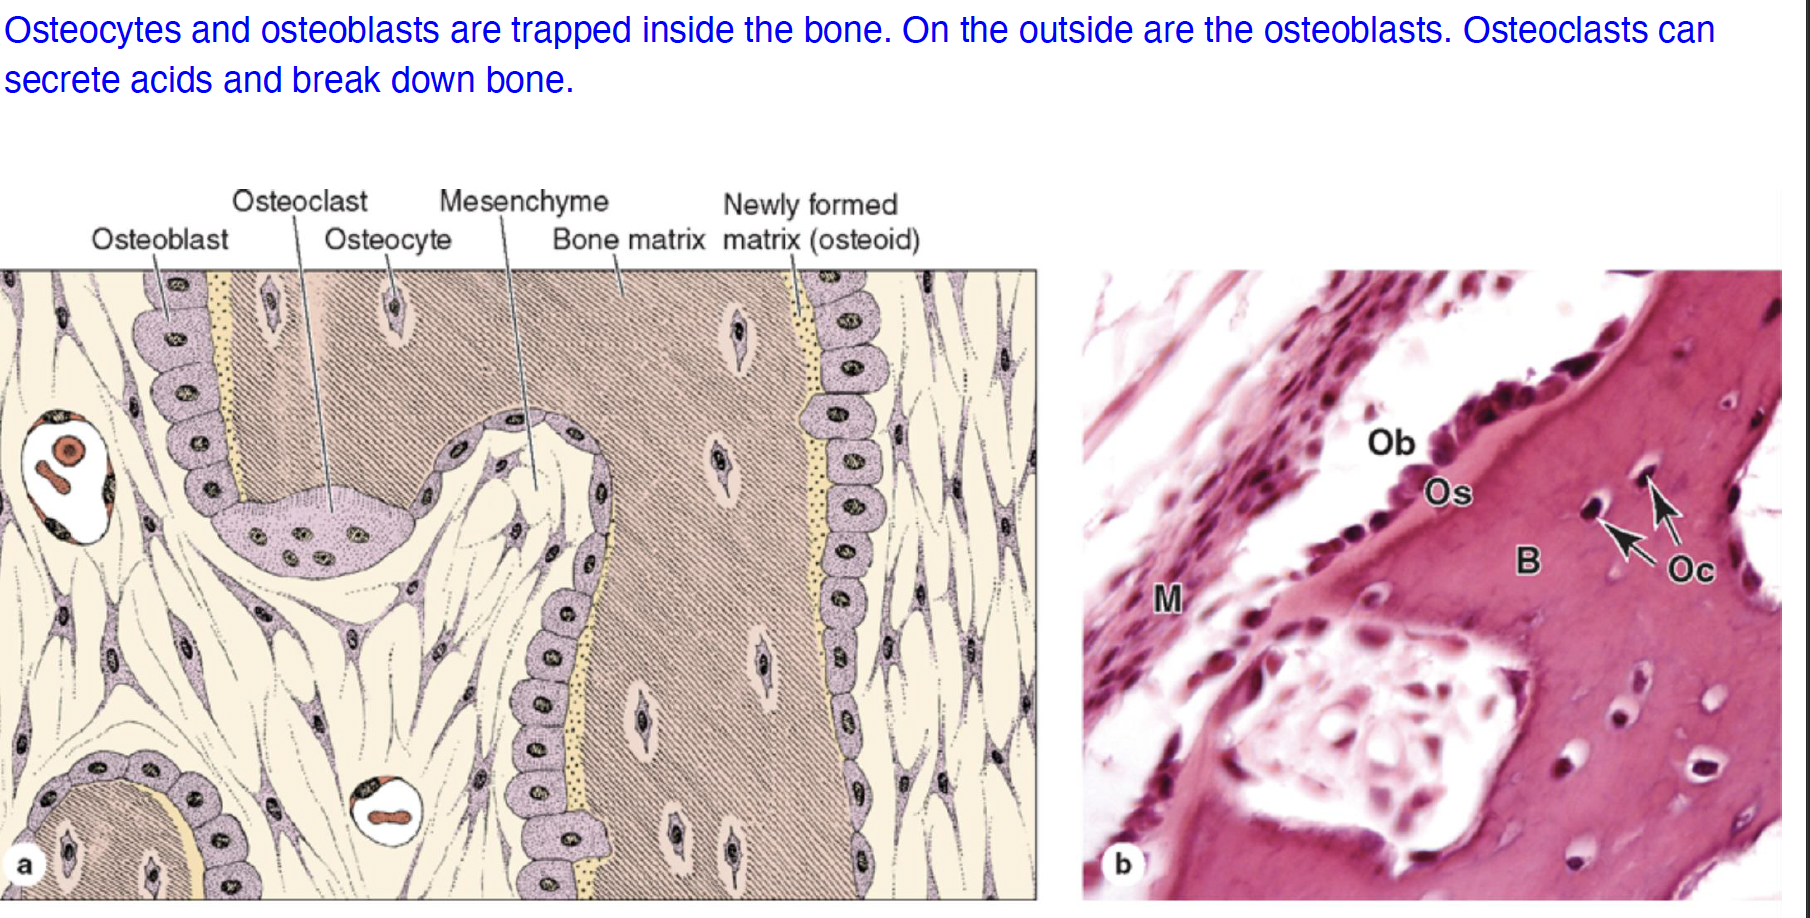 Osteocytes and osteoblasts are trapped inside the bone. On the outside are the osteoblasts. Osteoclasts can
secrete acids and break down bone.
Osteoclast
Mesenchyme
Newly formed
Osteoblast
Osteocyte
Bone matrix
matrix (osteoid)
Ob
Os
Oc
B
M
a
b